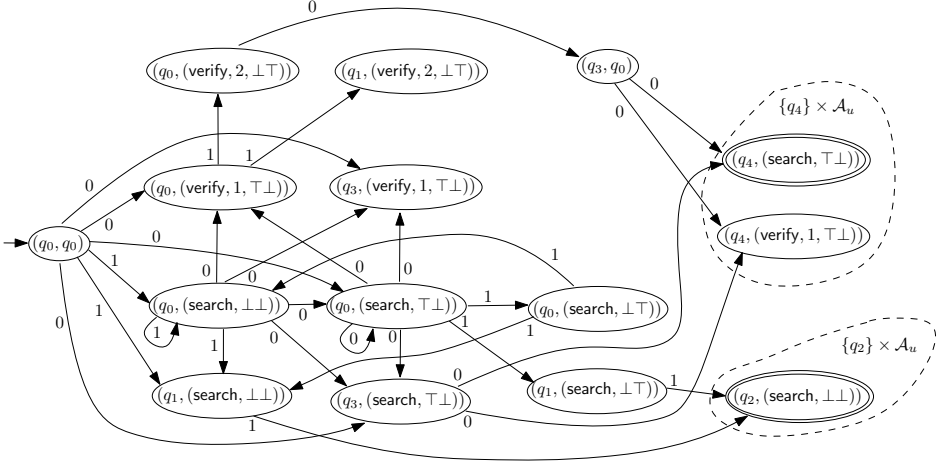 0
(q₀, (verify, 2, ⊥⊤))
(q₁, (verify, 2, ⊥⊤))
(q₃, q₀)
0
0
{q₄} × 𝒜ᵤ
1
1
0
(q₄, (search, ⊤⊥))
(q₀, (verify, 1, ⊤⊥))
(q₃, (verify, 1, ⊤⊥))
0
(q₀, q₀)
0
(q₄, (verify, 1, ⊤⊥))
1
0
0
0
0
1
(q₀, (search, ⊥⊥))
0
(q₀, (search, ⊤⊥))
1
(q₀, (search, ⊥⊤))
0
1
1
1
0
0
0
1
1
{q₂} × 𝒜ᵤ
(q₁, (search, ⊥⊥))
(q₃, (search, ⊤⊥))
0
(q₁, (search, ⊥⊤))
1
(q₂, (search, ⊥⊥))
1
0